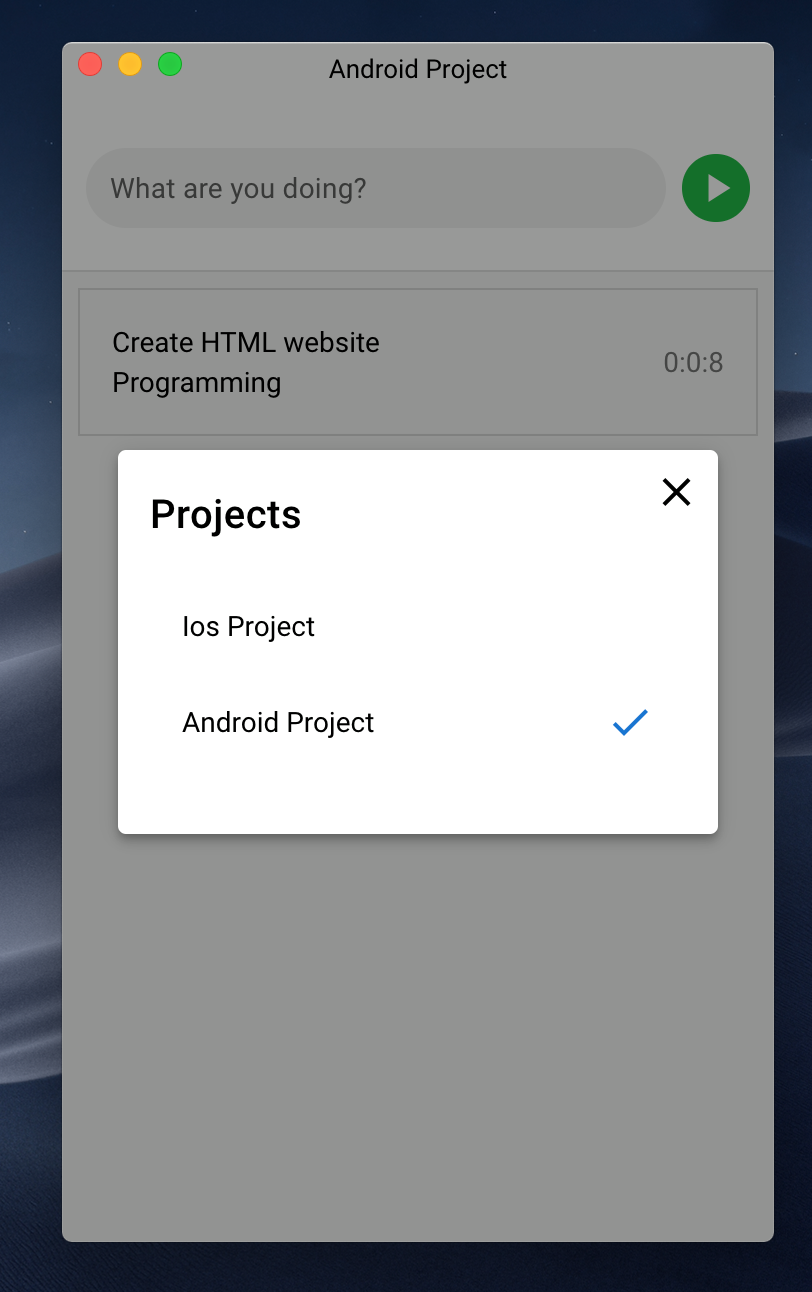 Android Project
What are you doing?
Create HTML website
Programming
0:0:8
Projects
Ios Project
Android Project